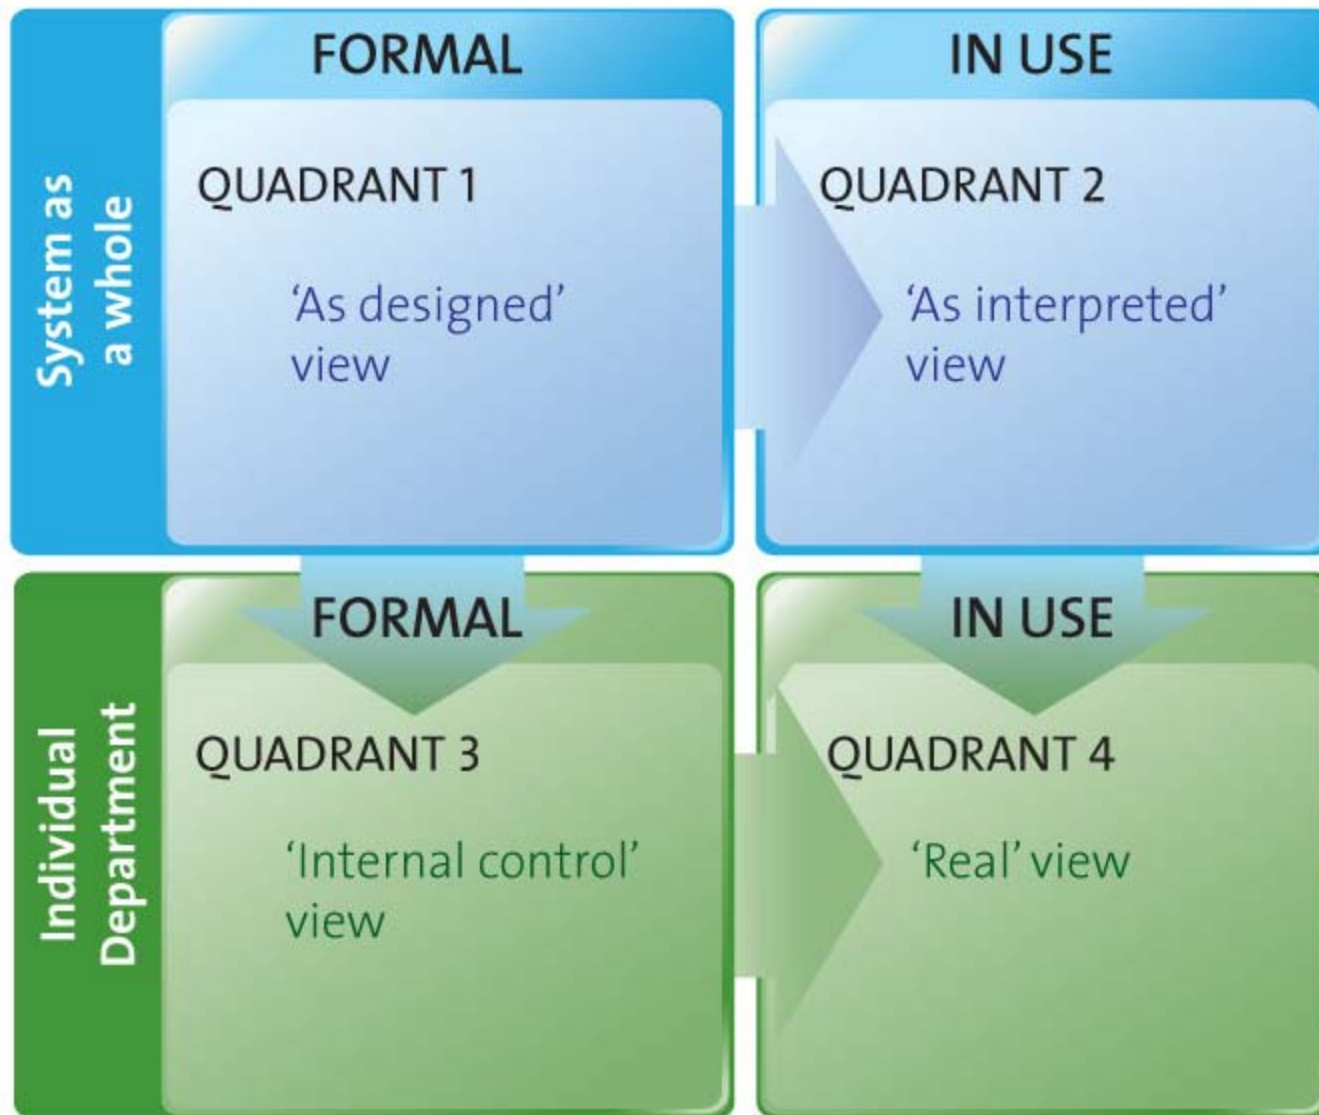 System as
a whole
FORMAL
QUADRANT 1
‘As designed’
view
IN USE
QUADRANT 2
‘As interpreted’
view
Individual
Department
FORMAL
QUADRANT 3
‘Internal control’
view
IN USE
QUADRANT 4
‘Real’ view